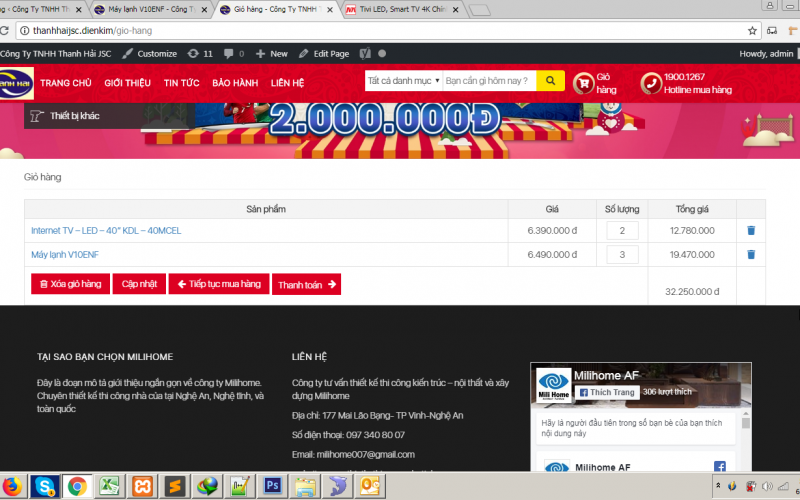 ng ‹ Công Ty TNHH Th
Máy lạnh V10ENF - Công T
Giỏ hàng - Công Ty TNHH
Tivi LED, Smart TV 4K Chín
thanhhaijsc.dienkim/gio-hang
Công Ty TNHH Thanh Hải JSC
Customize
11
0
New
Edit Page
Howdy, admin
ANH HAI
TRANG CHỦ
GIỚI THIỆU
TIN TỨC
BẢO HÀNH
LIÊN HỆ
Tất cả danh mục
Bạn cần gì hôm nay ?
Giỏ hàng
1900.1267
Hotline mua hàng
Thiết bị khác
2.000.000Đ
Giỏ hàng
Sản phẩm Giá Số lượng Tổng giá
Internet TV – LED – 40" KDL – 40MCEL 6.390.000 đ 2 12.780.000
Máy lạnh V10ENF 6.490.000 đ 3 19.470.000
Xóa giỏ hàng Cập nhật Tiếp tục mua hàng Thanh toán
32.250.000 đ
TẠI SAO BẠN CHỌN MILIHOME
Đây là đoạn mô tả giới thiệu ngắn gọn về công ty Milihome.
Chuyên thiết kế thi công nhà của tại Nghệ An, Nghệ tĩnh, và
toàn quốc
LIÊN HỆ
Công ty tư vấn thiết kế thi công kiến trúc – nội thất và xây
dựng Milihome
Địa chỉ: 177 Mai Lão Bạng- TP Vinh-Nghệ An
Số điện thoại: 097 340 80 07
Email: milihome007@gmail.com
Milihome AF
Mili Home
Thích Trang
306 lượt thích
Hãy là người đầu tiên trong số bạn bè của bạn thích
nội dung này
Milihome AF